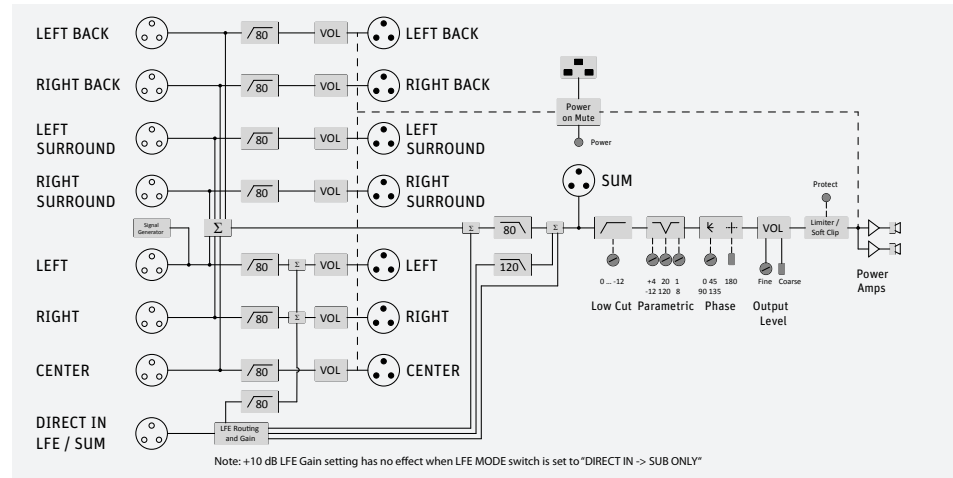 LEFT BACK
80
VOL
LEFT BACK
RIGHT BACK
80
VOL
RIGHT BACK
Power
on Mute
Power
LEFT
SURROUND
80
VOL
LEFT
SURROUND
RIGHT
SURROUND
80
VOL
RIGHT
SURROUND
SUM
Protect
Signal
Generator
Σ
Σ
80
Σ
VOL
Limiter /
Soft Clip
LEFT
80
Σ
VOL
LEFT
120
0 ... -12
+4 20 1
-12 120 8
0 45 180
90 135
Fine Coarse
Power
Amps
Low Cut Parametric Phase Output
Level
RIGHT
80
Σ
VOL
RIGHT
CENTER
80
VOL
CENTER
80
DIRECT IN
LFE / SUM
LFE Routing
and Gain
Note: +10 dB LFE Gain setting has no effect when LFE MODE switch is set to “DIRECT IN -> SUB ONLY”